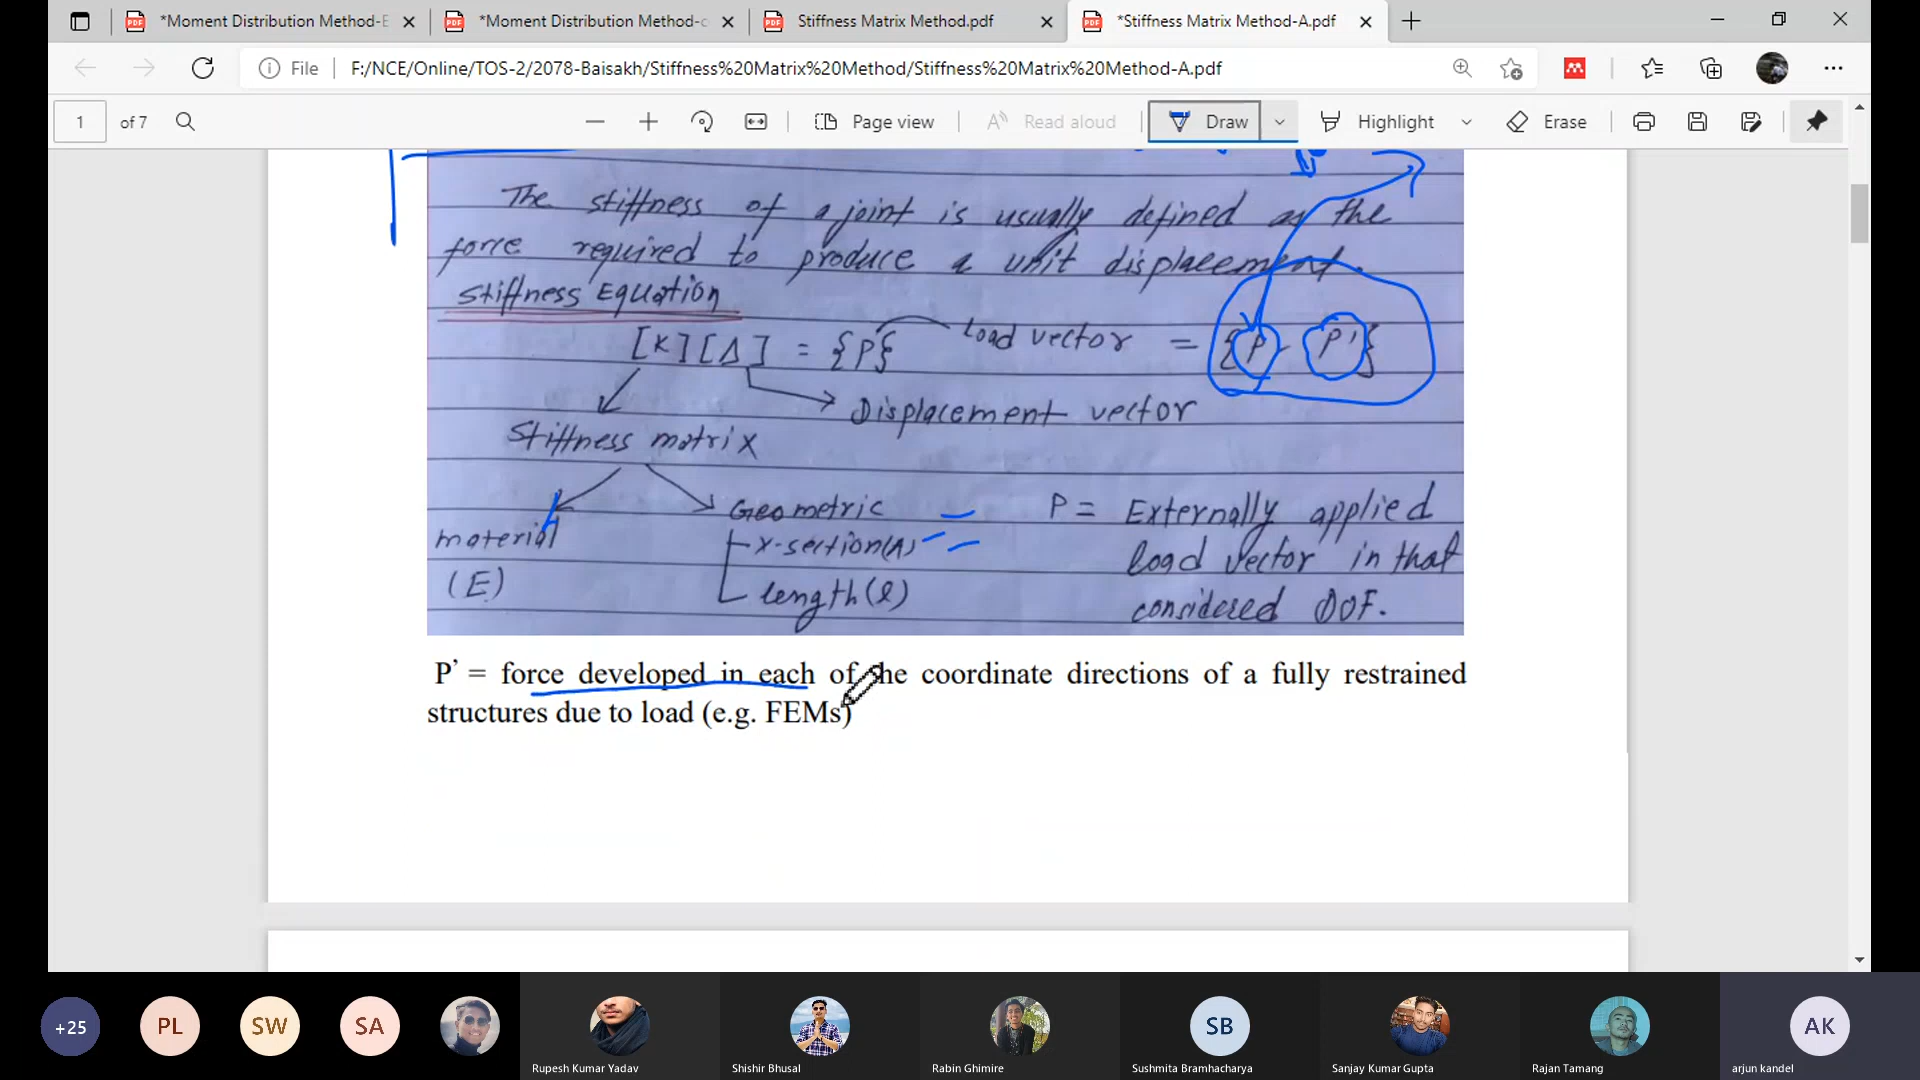 *Moment Distribution Method-E
*Moment Distribution Method-c
Stiffness Matrix Method.pdf
*Stiffness Matrix Method-A.pdf
File
F:/NCE/Online/TOS-2/2078-Baisakh/Stiffness%20Matrix%20Method/Stiffness%20Matrix%20Method-A.pdf
1 of 7
Page view
Read aloud
Draw
Highlight
Erase
The stiffness of a joint is usually defined as the
force required to produce a unit displacement.
Stiffness Equation
[K][Δ] = {P} Load vector = {P - P'}
Displacement vector
Stiffness matrix
Geometric P = Externally applied
material x-section(A) load vector in that
(E) length(l) considered DOF.
P’ = force developed in each of the coordinate directions of a fully restrained
structures due to load (e.g. FEMs)
+25
PL
SW
SA
SB
AK
Rupesh Kumar Yadav
Shishir Bhusal
Rabin Ghimire
Sushmita Bramhacharya
Sanjay Kumar Gupta
Rajan Tamang
arjun kandel